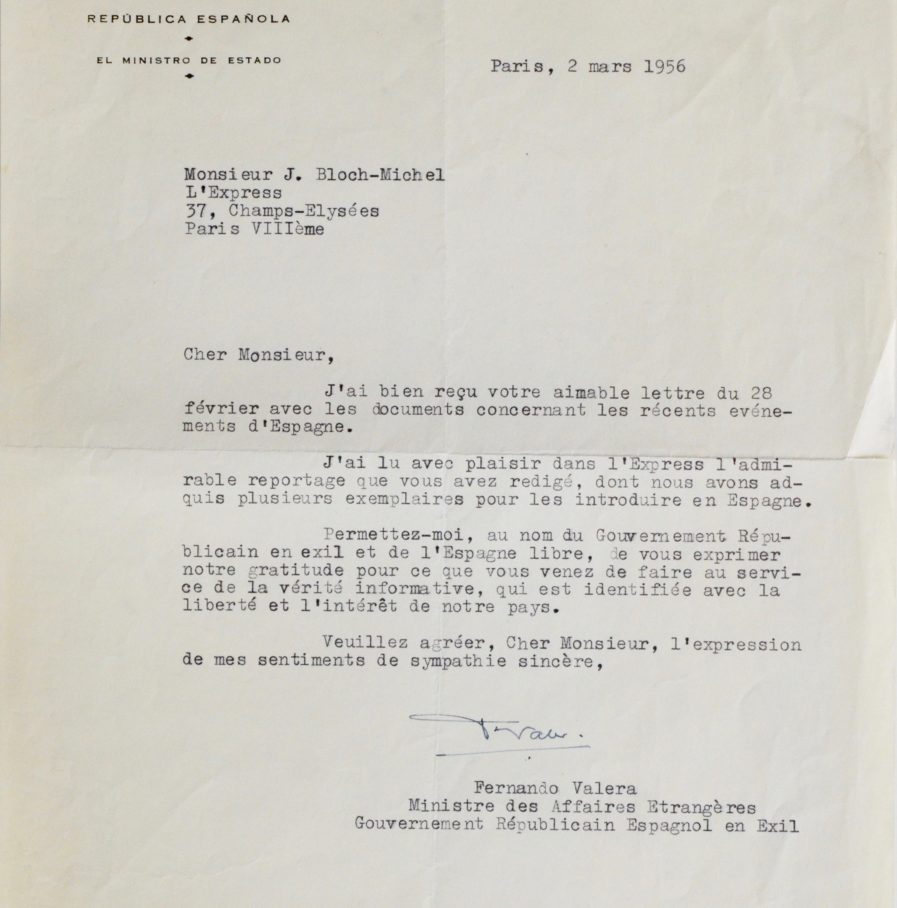 REPÚBLICA ESPAÑOLA
EL MINISTRO DE ESTADO
Paris, 2 mars 1956
Monsieur J. Bloch-Michel
L'Express
37, Champs-Elysées
Paris VIIIème
Cher Monsieur,
J'ai bien reçu votre aimable lettre du 28
février avec les documents concernant les récents evéne-
ments d'Espagne.
J'ai lu avec plaisir dans l'Express l'admi-
rable reportage que vous avez redigé, dont nous avons ad-
quis plusieurs exemplaires pour les introduire en Espagne.
Permettez-moi, au nom du Gouvernement Répu-
blicain en exil et de l'Espagne libre, de vous exprimer
notre gratitude pour ce que vous venez de faire au servi-
ce de la vérité informative, qui est identifiée avec la
liberté et l'intérêt de notre pays.
Veuillez agréer, Cher Monsieur, l'expression
de mes sentiments de sympathie sincère,
F. Valera
Fernando Valera
Ministre des Affaires Etrangères
Gouvernement Républicain Espagnol en Exil